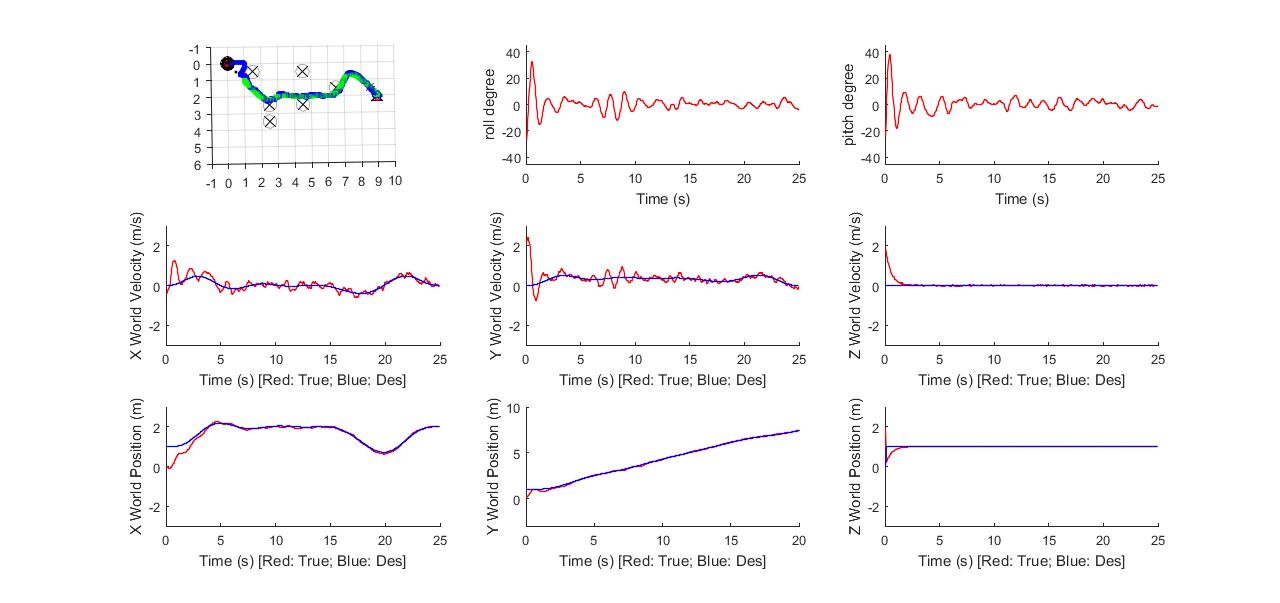 -1
0
1
2
3
4
5
6
-1 0 1 2 3 4 5 6 7 8 9 10
roll degree
40
20
0
-20
-40
0 5 10 15 20 25
Time (s)
pitch degree
40
20
0
-20
-40
0 5 10 15 20 25
Time (s)
X World Velocity (m/s)
2
0
-2
0 5 10 15 20 25
Time (s) [Red: True; Blue: Des]
Y World Velocity (m/s)
2
0
-2
0 5 10 15 20 25
Time (s) [Red: True; Blue: Des]
Z World Velocity (m/s)
2
0
-2
0 5 10 15 20 25
Time (s) [Red: True; Blue: Des]
X World Position (m)
2
0
-2
0 5 10 15 20 25
Time (s) [Red: True; Blue: Des]
Y World Position (m)
10
5
0
0 5 10 15 20
Time (s) [Red: True; Blue: Des]
Z World Position (m)
2
0
-2
0 5 10 15 20 25
Time (s) [Red: True; Blue: Des]